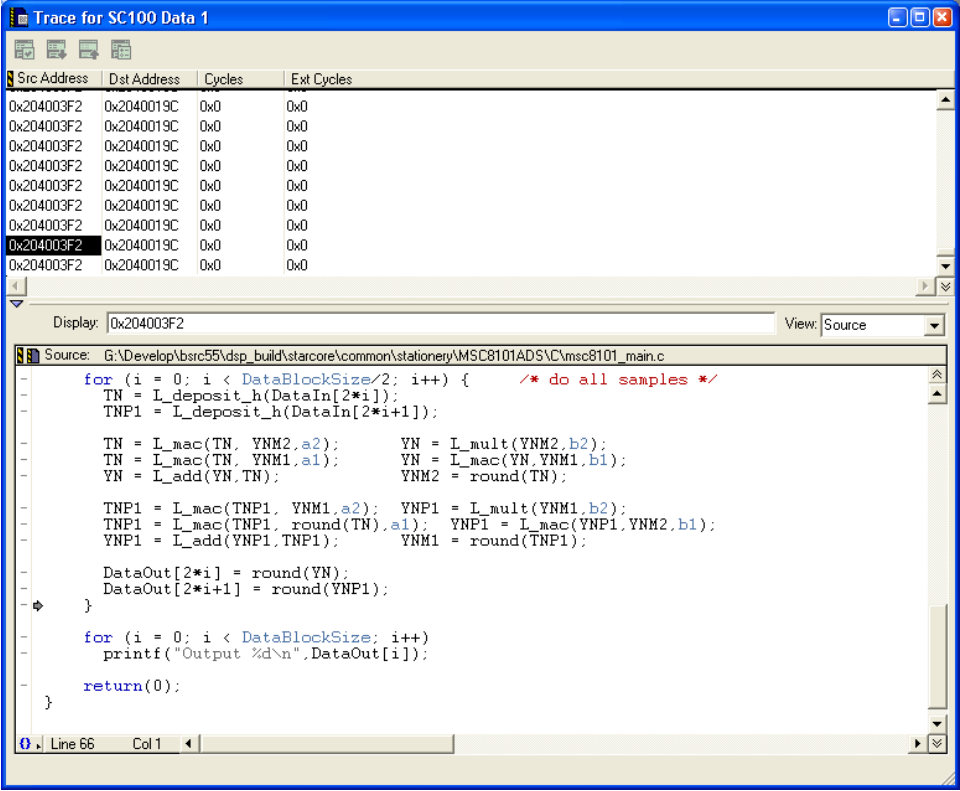 Trace for SC100 Data 1
Src Address Dst Address Cycles Ext Cycles
0x204003F2 0x2040019C 0x0 0x0
0x204003F2 0x2040019C 0x0 0x0
0x204003F2 0x2040019C 0x0 0x0
0x204003F2 0x2040019C 0x0 0x0
0x204003F2 0x2040019C 0x0 0x0
0x204003F2 0x2040019C 0x0 0x0
0x204003F2 0x2040019C 0x0 0x0
0x204003F2 0x2040019C 0x0 0x0
0x204003F2 0x2040019C 0x0 0x0
Display: 0x204003F2 View: Source
Source: G:\Develop\bsrc55\dsp_build\starcore\common\stationery\MSC8101ADS\C\msc8101_main.c
for (i = 0; i < DataBlockSize/2; i++) { /* do all samples */
TN = L_deposit_h(DataIn[2*i]);
TNP1 = L_deposit_h(DataIn[2*i+1]);
TN = L_mac(TN, YNM2,a2); YN = L_mult(YNM2,b2);
TN = L_mac(TN, YNM1,a1); YN = L_mac(YN,YNM1,b1);
YN = L_add(YN,TN); YNM2 = round(TN);
TNP1 = L_mac(TNP1, YNM1,a2); YNP1 = L_mult(YNM1,b2);
TNP1 = L_mac(TNP1, round(TN),a1); YNP1 = L_mac(YNP1,YNM2,b1);
YNP1 = L_add(YNP1,TNP1); YNM1 = round(TNP1);
DataOut[2*i] = round(YN);
DataOut[2*i+1] = round(YNP1);
}
for (i = 0; i < DataBlockSize; i++)
printf("Output %d\n",DataOut[i]);
return(0);
}
Line 66 Col 1